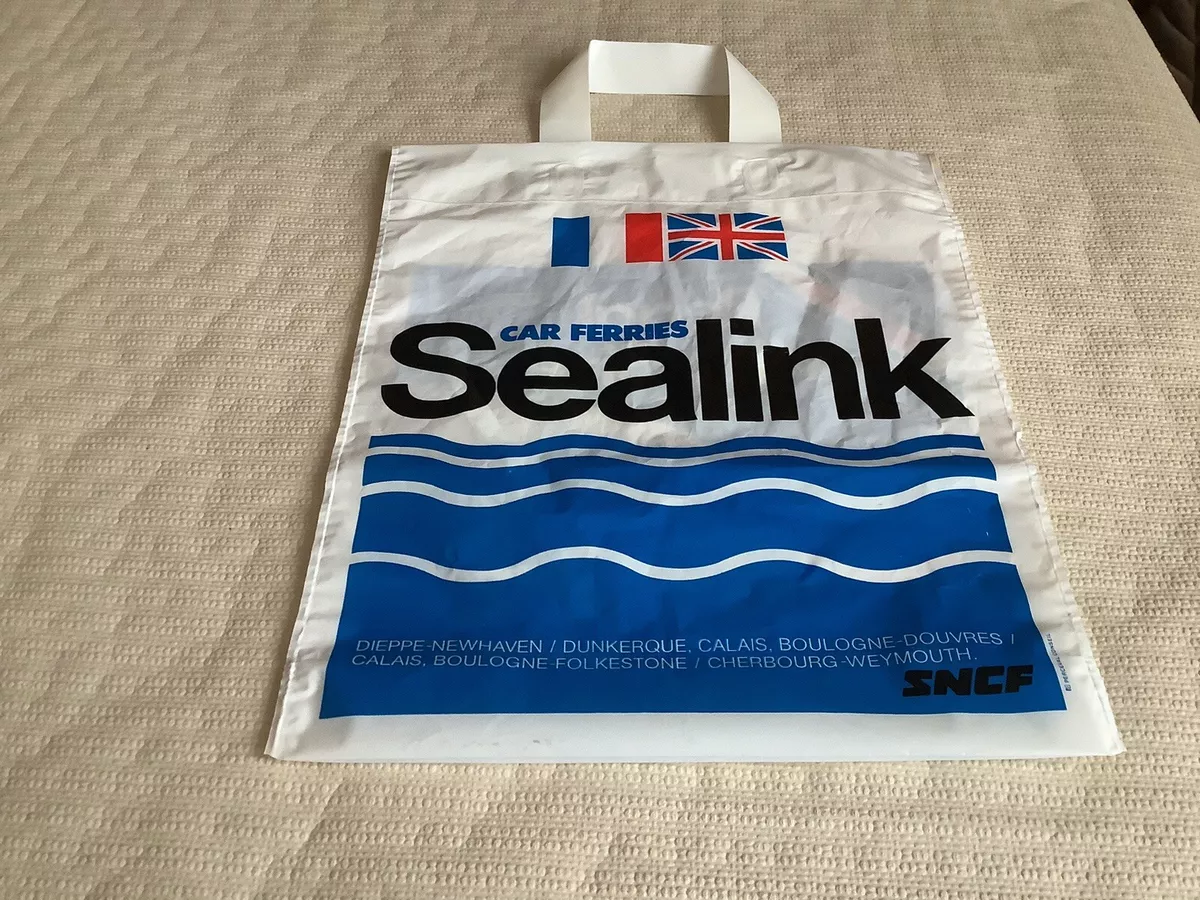 CAR FERRIES
Sealink
DIEPPE-NEWHAVEN / DUNKERQUE, CALAIS, BOULOGNE-DOUVRES /
CALAIS, BOULOGNE-FOLKESTONE / CHERBOURG-WEYMOUTH.
SNCF